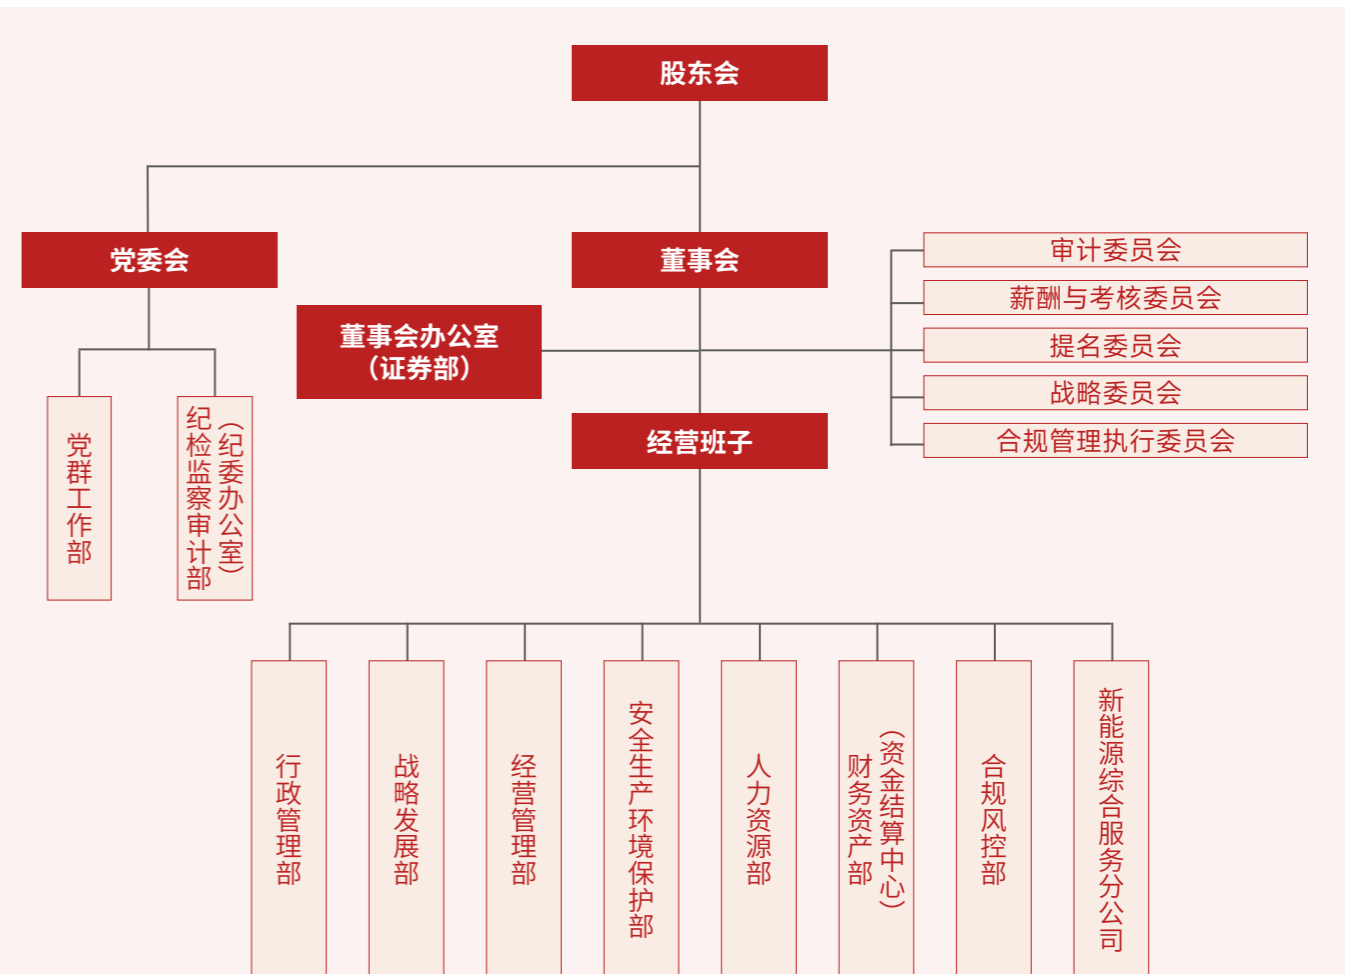 股东会
党委会
董事会
审计委员会
薪酬与考核委员会
提名委员会
战略委员会
合规管理执行委员会
董事会办公室
（证券部）
经营班子
党群工作部
纪检监察审计部
（纪委办公室）
行政管理部
战略发展部
经营管理部
安全生产环境保护部
人力资源部
财务资产部
（资金结算中心）
合规风控部
新能源综合服务分公司